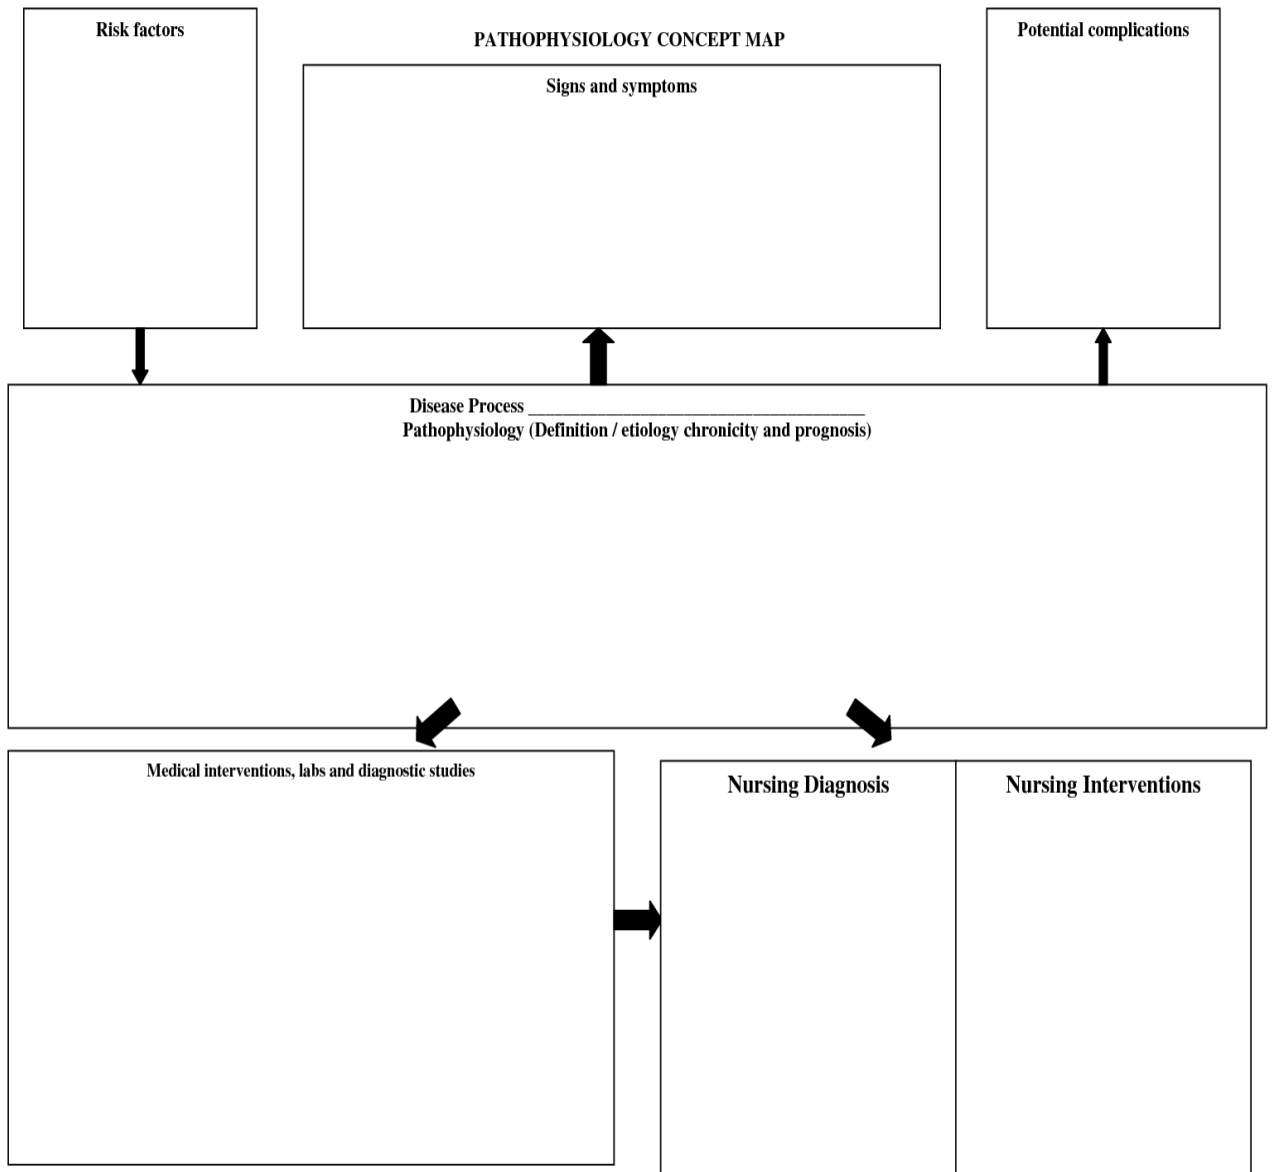 Risk factors
PATHOPHYSIOLOGY CONCEPT MAP
Potential complications
Signs and symptoms
Disease Process ___________________________________
Pathophysiology (Definition / etiology chronicity and prognosis)
Medical interventions, labs and diagnostic studies
Nursing Diagnosis
Nursing Interventions